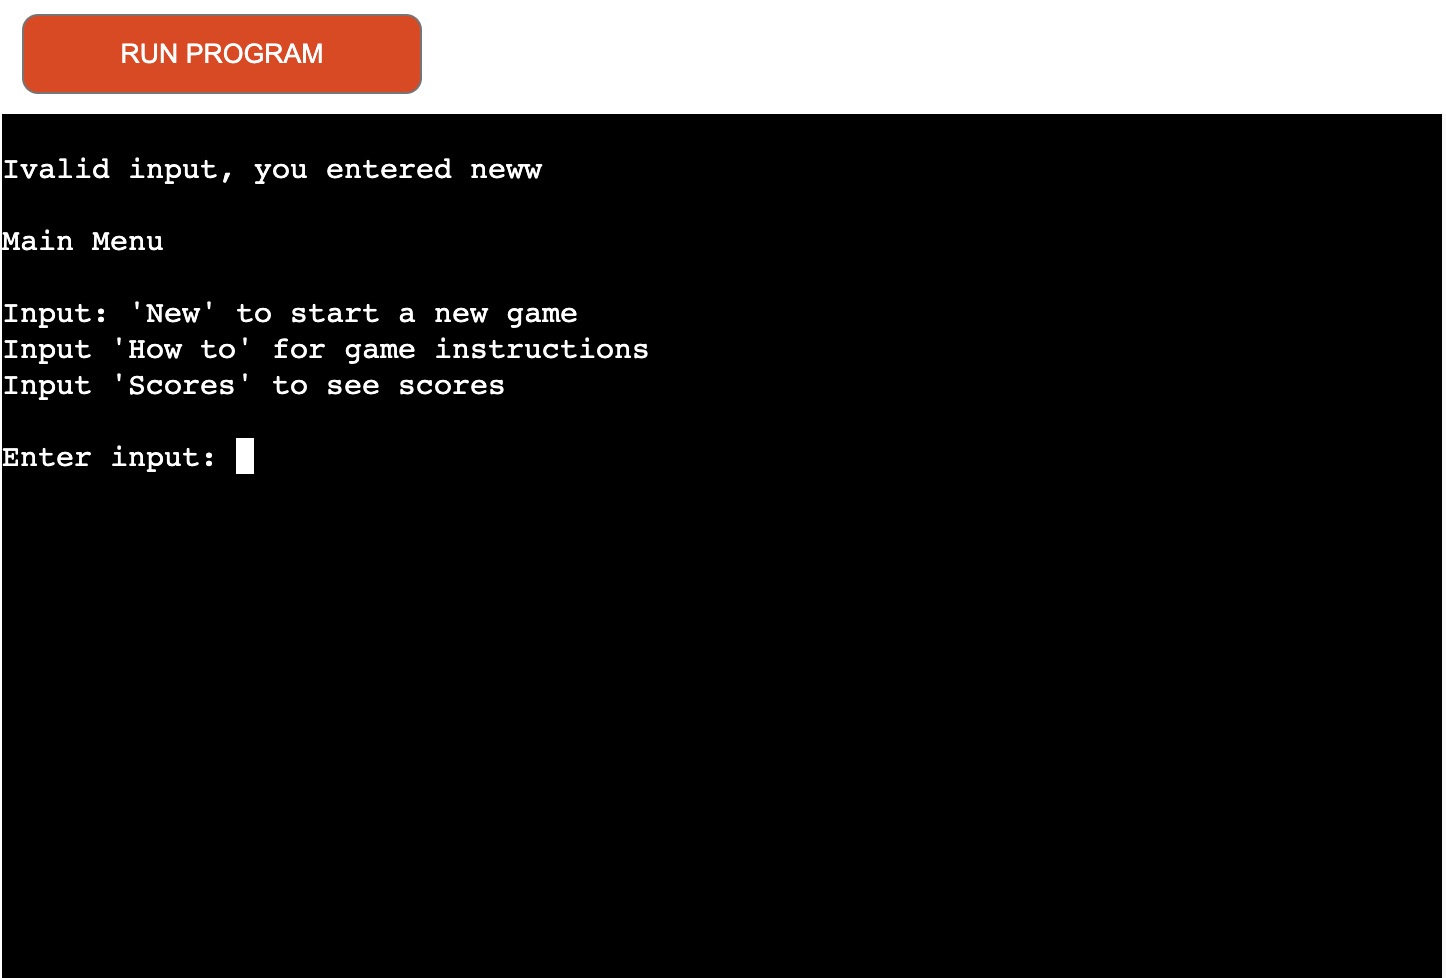 RUN PROGRAM
Ivalid input, you entered neww
Main Menu
Input: 'New' to start a new game
Input 'How to' for game instructions
Input 'Scores' to see scores
Enter input: